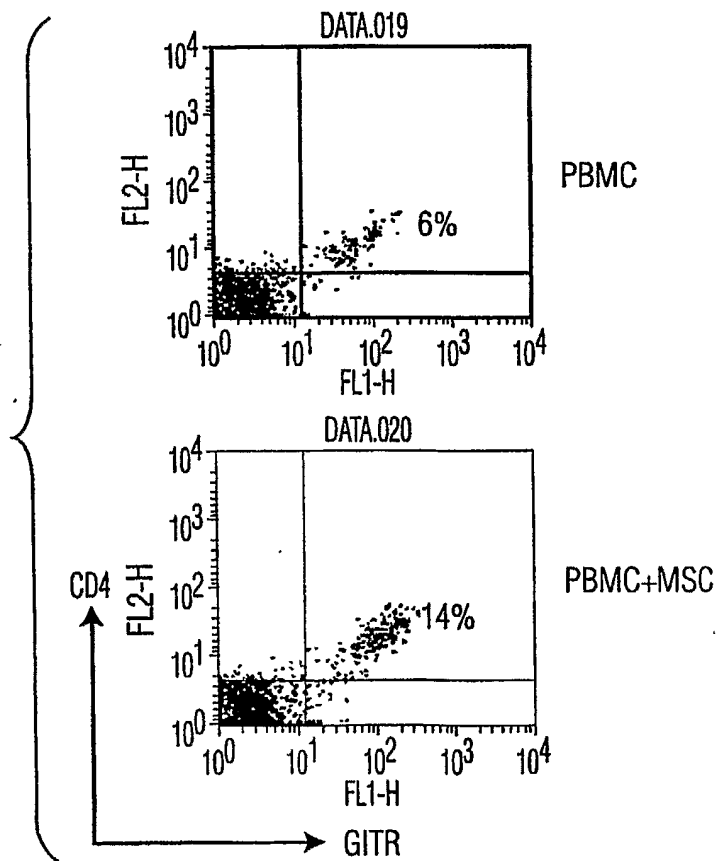 DATA.019
10⁴
10³
10²
10¹
10⁰
FL2-H
6%
PBMC
10⁰ 10¹ 10² 10³ 10⁴
FL1-H
DATA.020
10⁴
10³
10²
10¹
10⁰
CD4
FL2-H
14%
PBMC+MSC
10⁰ 10¹ 10² 10³ 10⁴
FL1-H
GITR